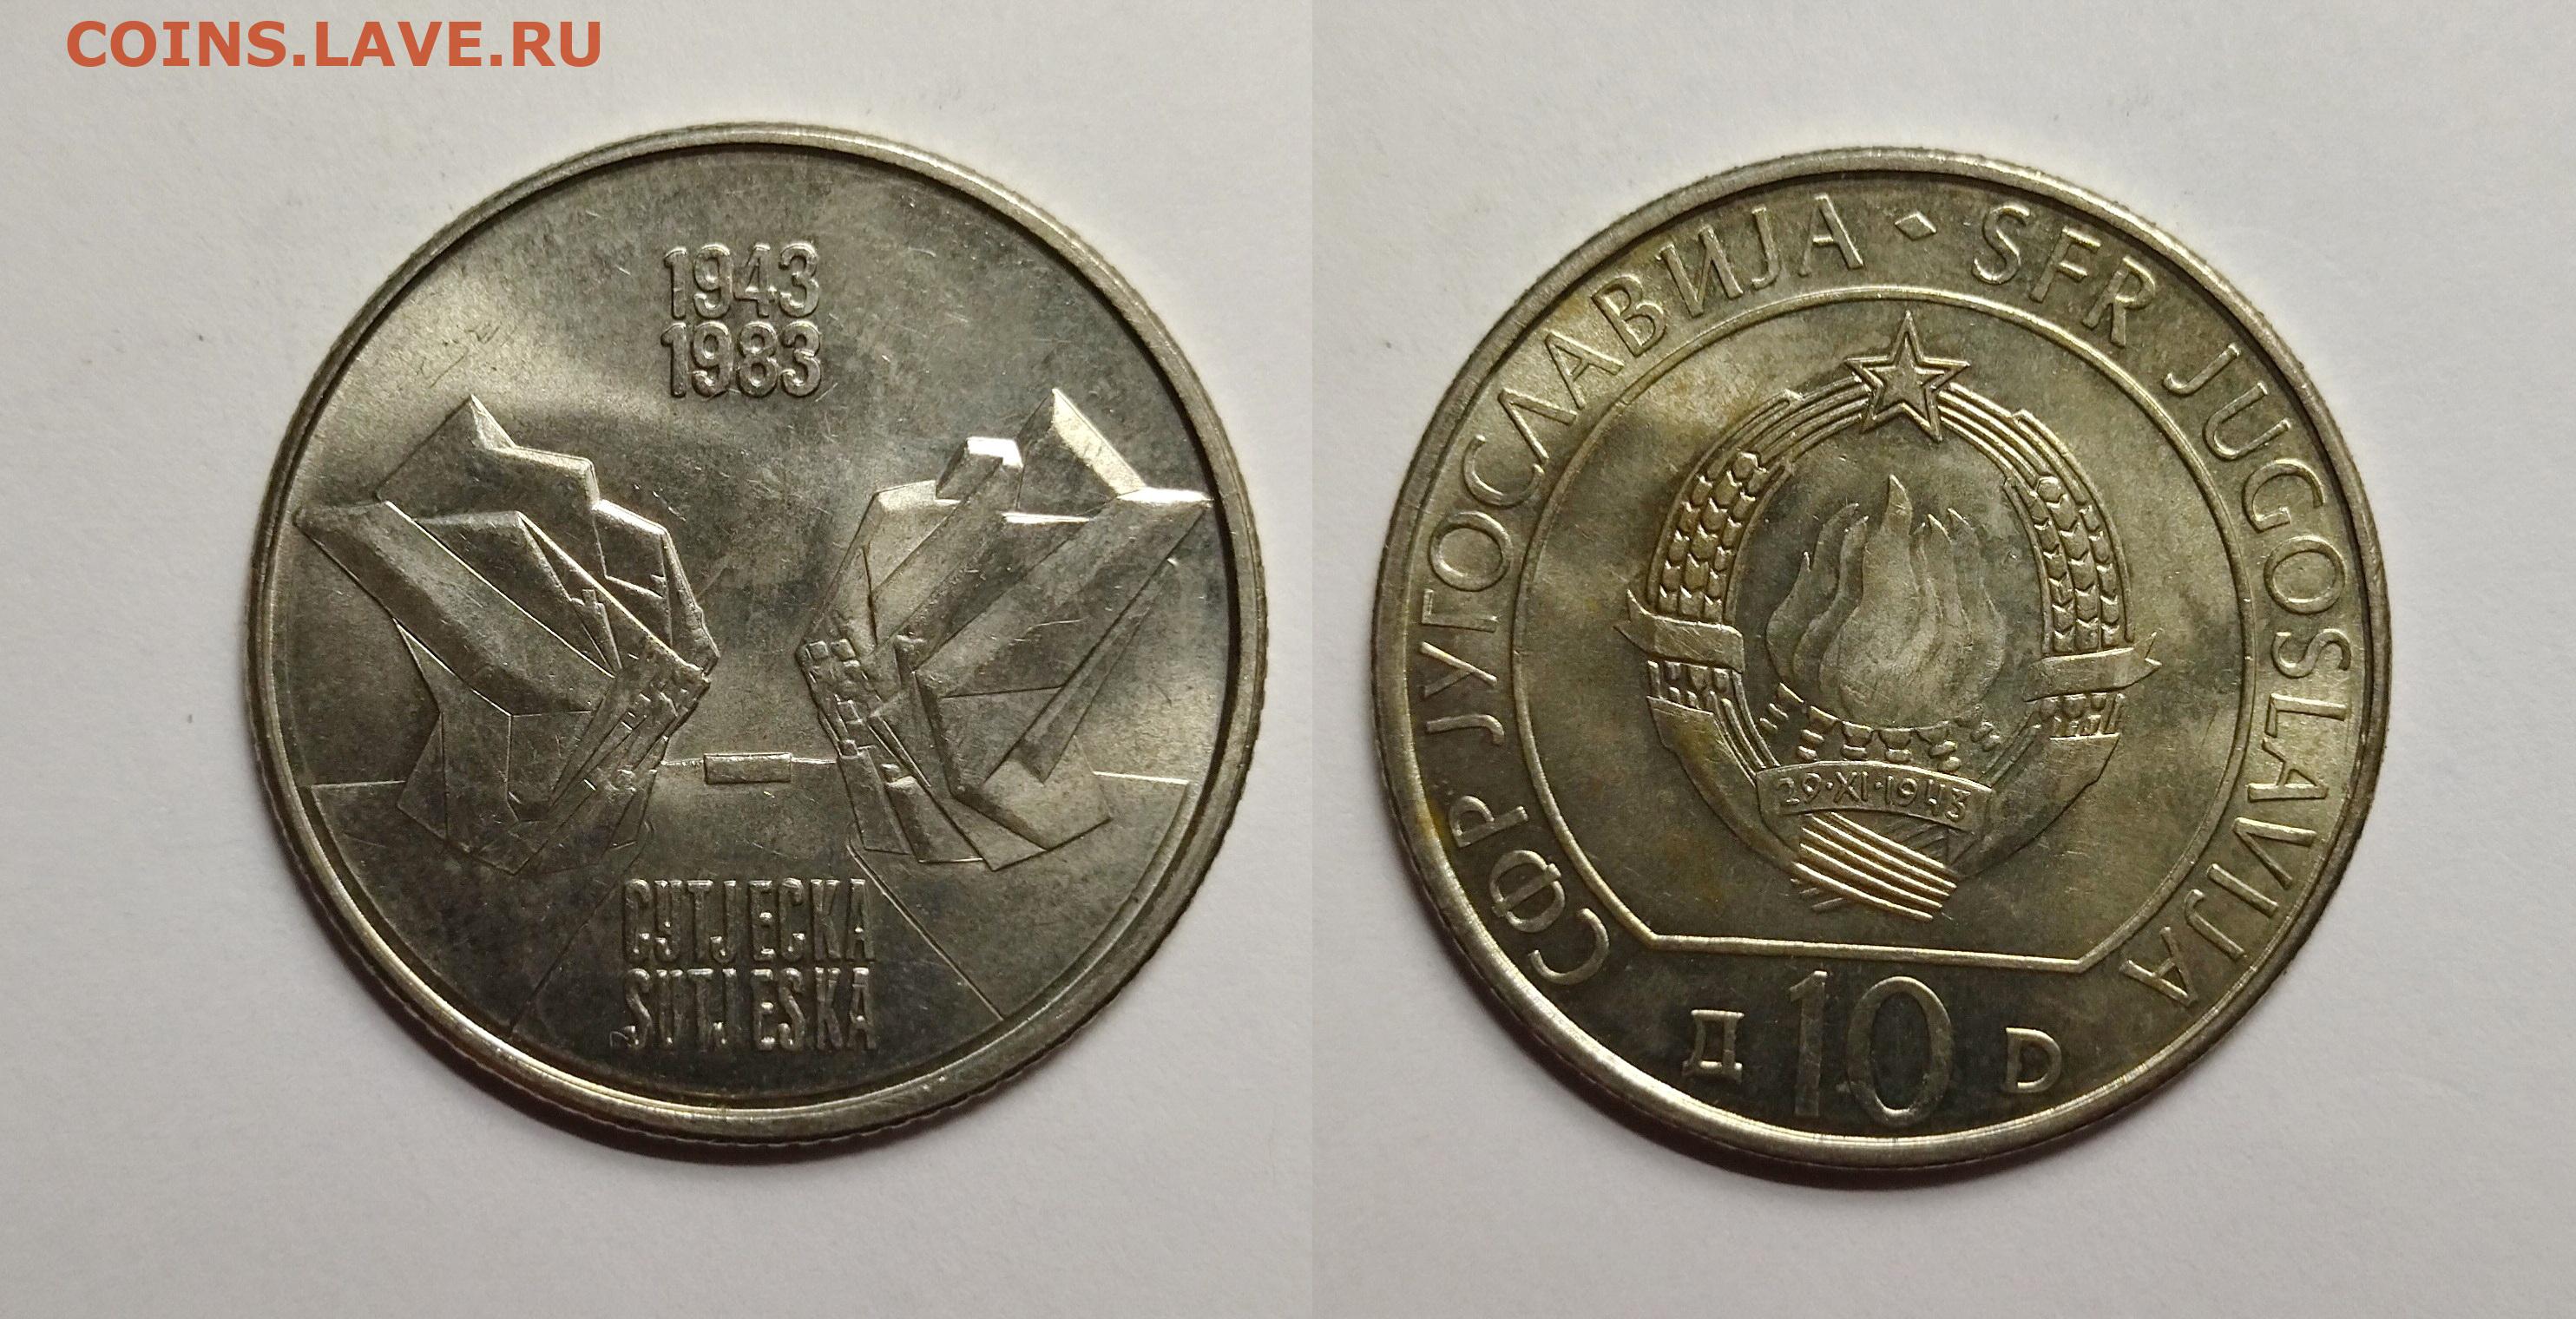 COINS.LAVE.RU
1943
1983
СУТЈЕСКА
SUTJESKA
СФР ЈУГОСЛАВИЈА • SFR JUGOSLAVIJA
29·XI·1943
Д 10 D